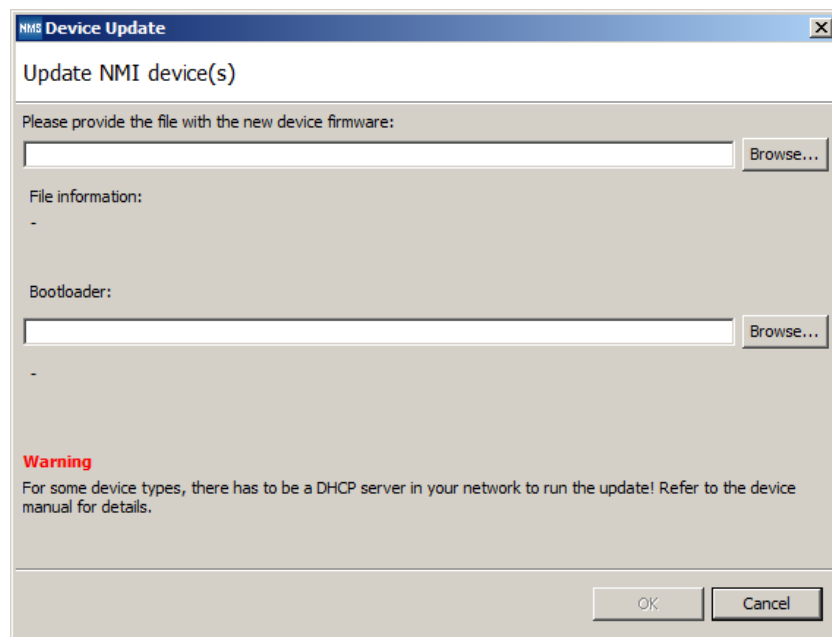 NMS Device Update
Update NMI device(s)
Please provide the file with the new device firmware:
Browse...
File information:
-
Bootloader:
Browse...
-
Warning
For some device types, there has to be a DHCP server in your network to run the update! Refer to the device
manual for details.
OK Cancel